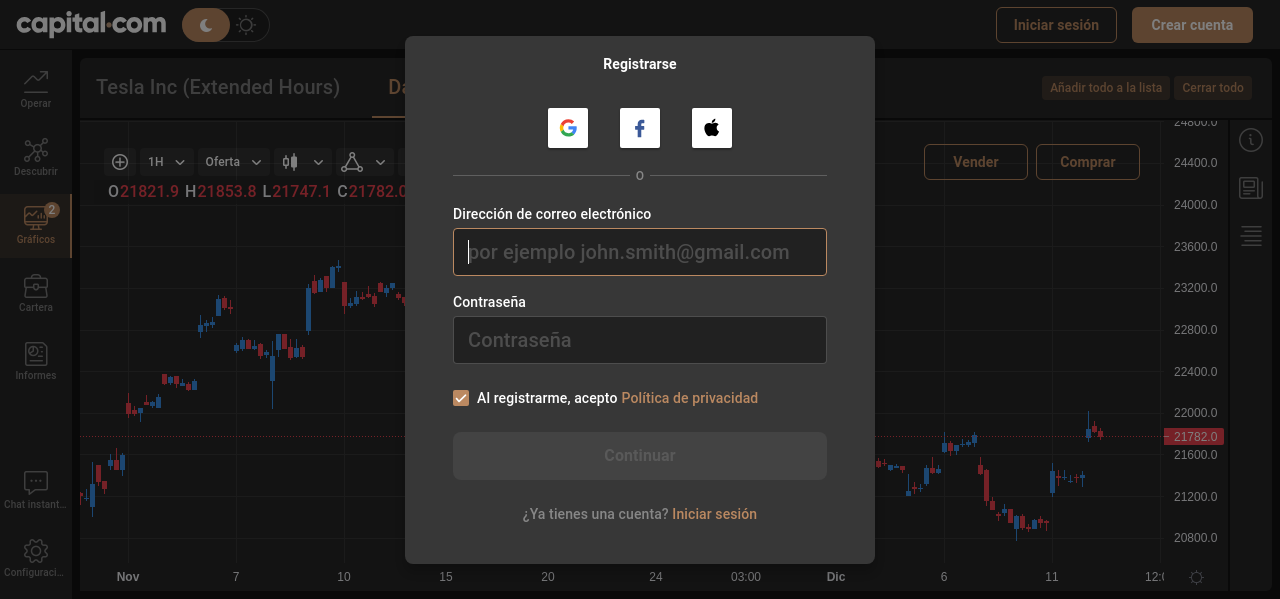 capital.com
Iniciar sesión
Crear cuenta
Operar
Descubrir
2
Gráficos
Cartera
Informes
Chat instant...
Configuraci...
Tesla Inc (Extended Hours)
Añadir todo a la lista
Cerrar todo
1H
Oferta
O21821.9 H21853.8 L21747.1 C21782.0
Vender
Comprar
Registrarse
O
Dirección de correo electrónico
por ejemplo john.smith@gmail.com
Contraseña
Contraseña
Al registrarme, acepto Política de privacidad
Continuar
¿Ya tienes una cuenta? Iniciar sesión
24800.0
24400.0
24000.0
23600.0
23200.0
22800.0
22400.0
22000.0
21782.0
21600.0
21200.0
20800.0
Nov 7 10 15 20 24 03:00 Dic 6 11